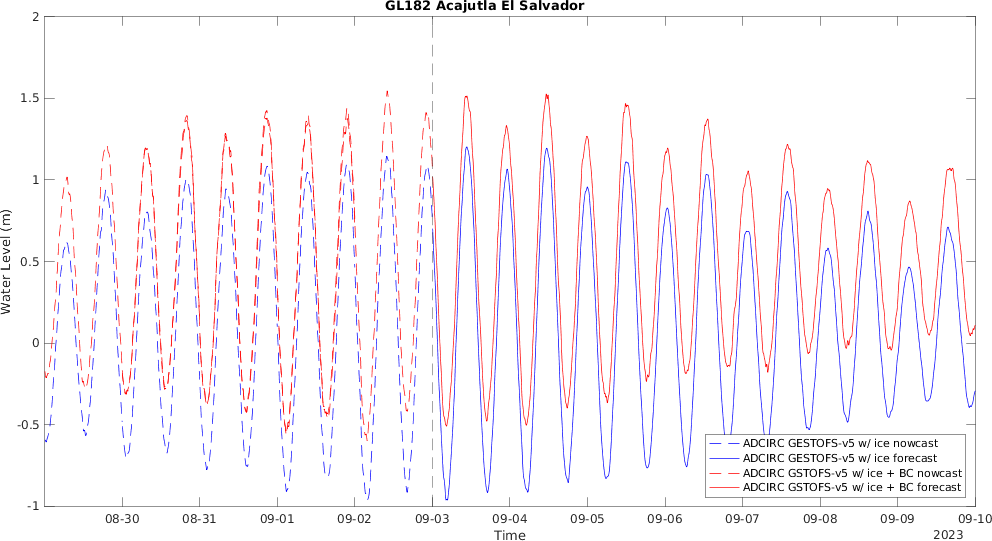 GL182 Acajutla El Salvador
2
1.5
1
0.5
0
-0.5
-1
Water Level (m)
ADCIRC GESTOFS-v5 w/ ice nowcast
ADCIRC GESTOFS-v5 w/ ice forecast
ADCIRC GSTOFS-v5 w/ ice + BC nowcast
ADCIRC GSTOFS-v5 w/ ice + BC forecast
08-30 08-31 09-01 09-02 09-03 09-04 09-05 09-06 09-07 09-08 09-09 09-10
Time
2023